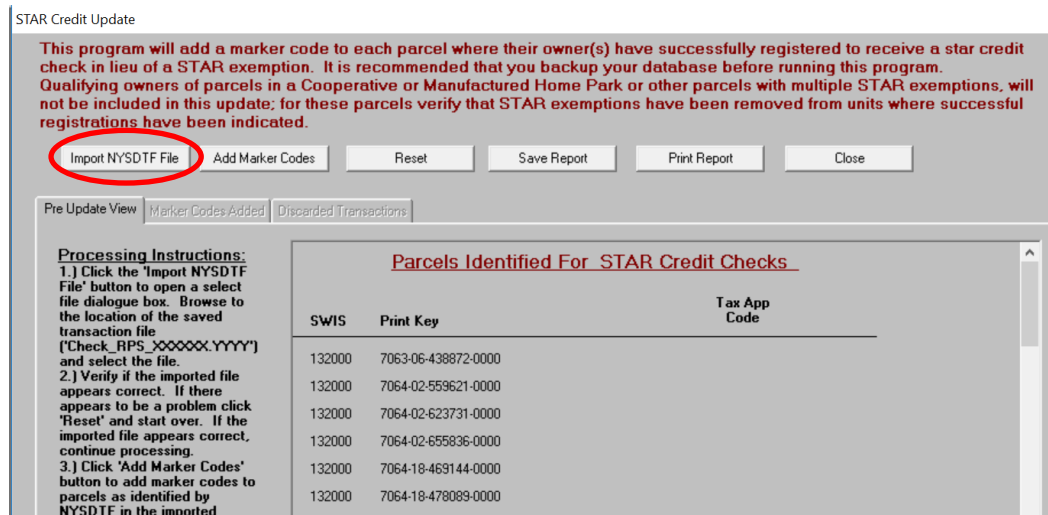 STAR Credit Update
This program will add a marker code to each parcel where their owner(s) have successfully registered to receive a star credit
check in lieu of a STAR exemption. It is recommended that you backup your database before running this program.
Qualifying owners of parcels in a Cooperative or Manufactured Home Park or other parcels with multiple STAR exemptions, will
not be included in this update; for these parcels verify that STAR exemptions have been removed from units where successful
registrations have been indicated.
Import NYSDTF File Add Marker Codes Reset Save Report Print Report Close
Pre Update View Marker Codes Added Discarded Transactions
Processing Instructions:
1.) Click the 'Import NYSDTF
File' button to open a select
file dialogue box. Browse to
the location of the saved
transaction file
('Check_RPS_XXXXXX.YYYY')
and select the file.
2.) Verify if the imported file
appears correct. If there
appears to be a problem click
'Reset' and start over. If the
imported file appears correct,
continue processing.
3.) Click 'Add Marker Codes'
button to add marker codes to
parcels as identified by
NYSDTF in the imported
Parcels Identified For STAR Credit Checks
Tax App
SWIS Print Key Code
132000 7063-06-438872-0000
132000 7064-02-559621-0000
132000 7064-02-623731-0000
132000 7064-02-655836-0000
132000 7064-18-469144-0000
132000 7064-18-478089-0000